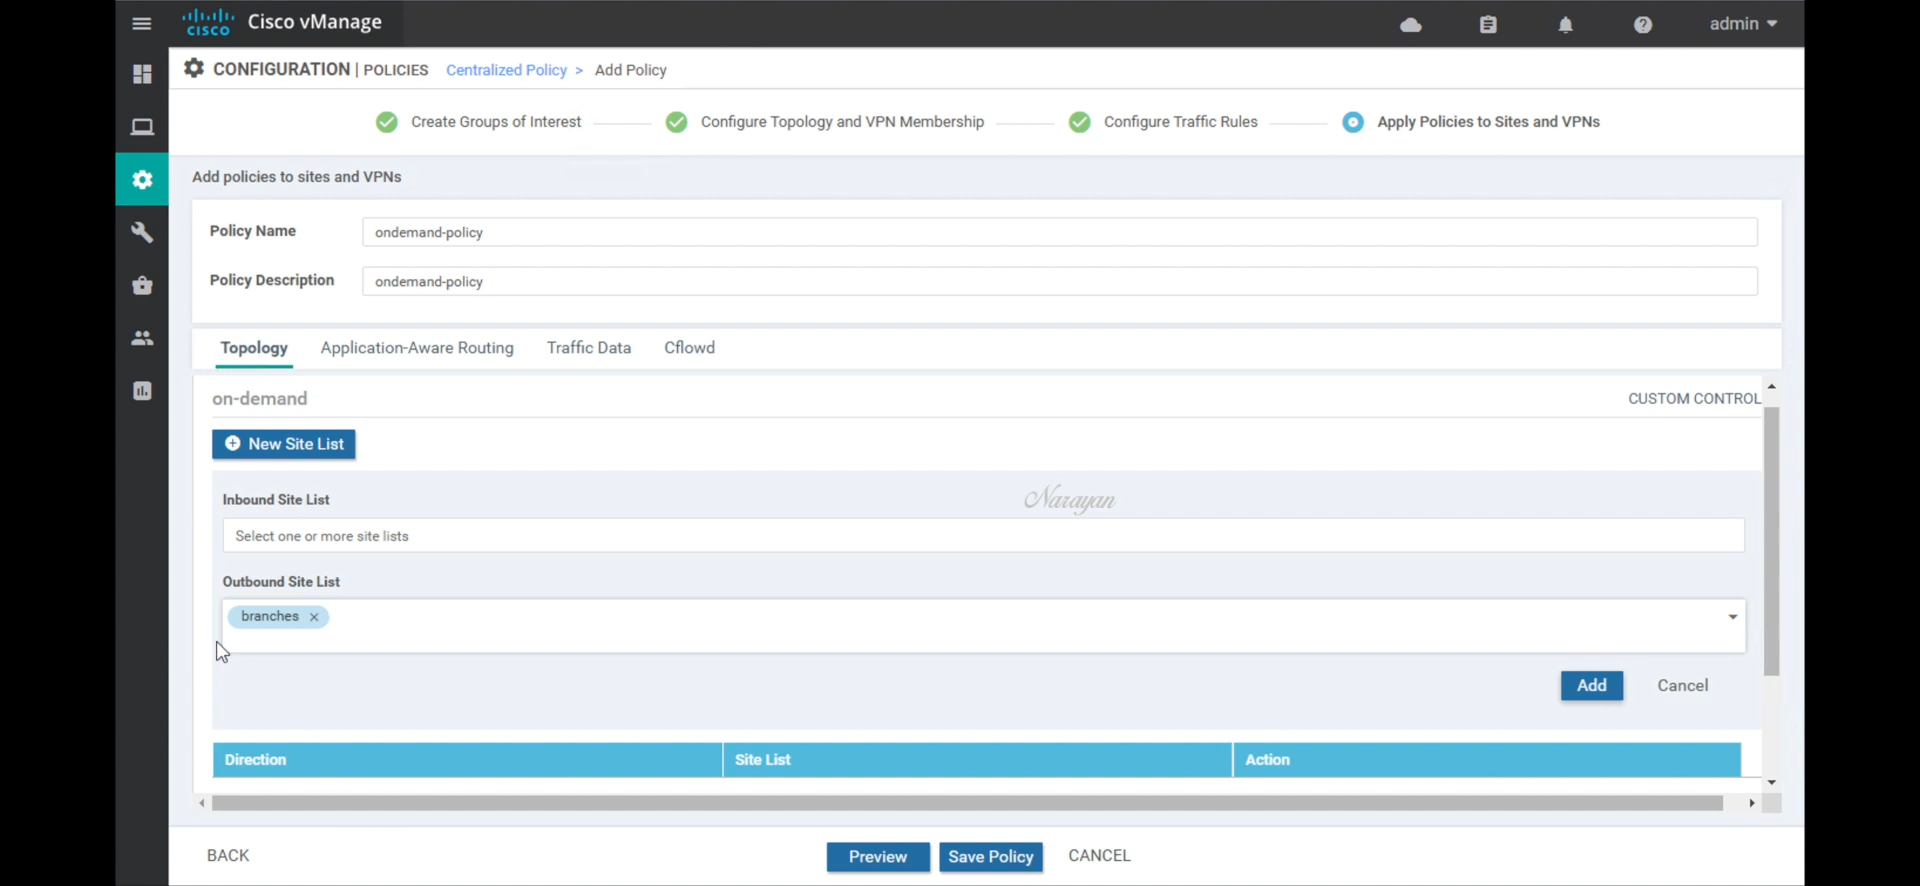 cisco Cisco vManage
admin
CONFIGURATION | POLICIES Centralized Policy > Add Policy
Create Groups of Interest
Configure Topology and VPN Membership
Configure Traffic Rules
Apply Policies to Sites and VPNs
Add policies to sites and VPNs
Policy Name
ondemand-policy
Policy Description
ondemand-policy
Topology
Application-Aware Routing
Traffic Data
Cflowd
on-demand
CUSTOM CONTROL
New Site List
Inbound Site List
Narayan
Select one or more site lists
Outbound Site List
branches ×
Add
Cancel
Direction
Site List
Action
BACK
Preview
Save Policy
CANCEL